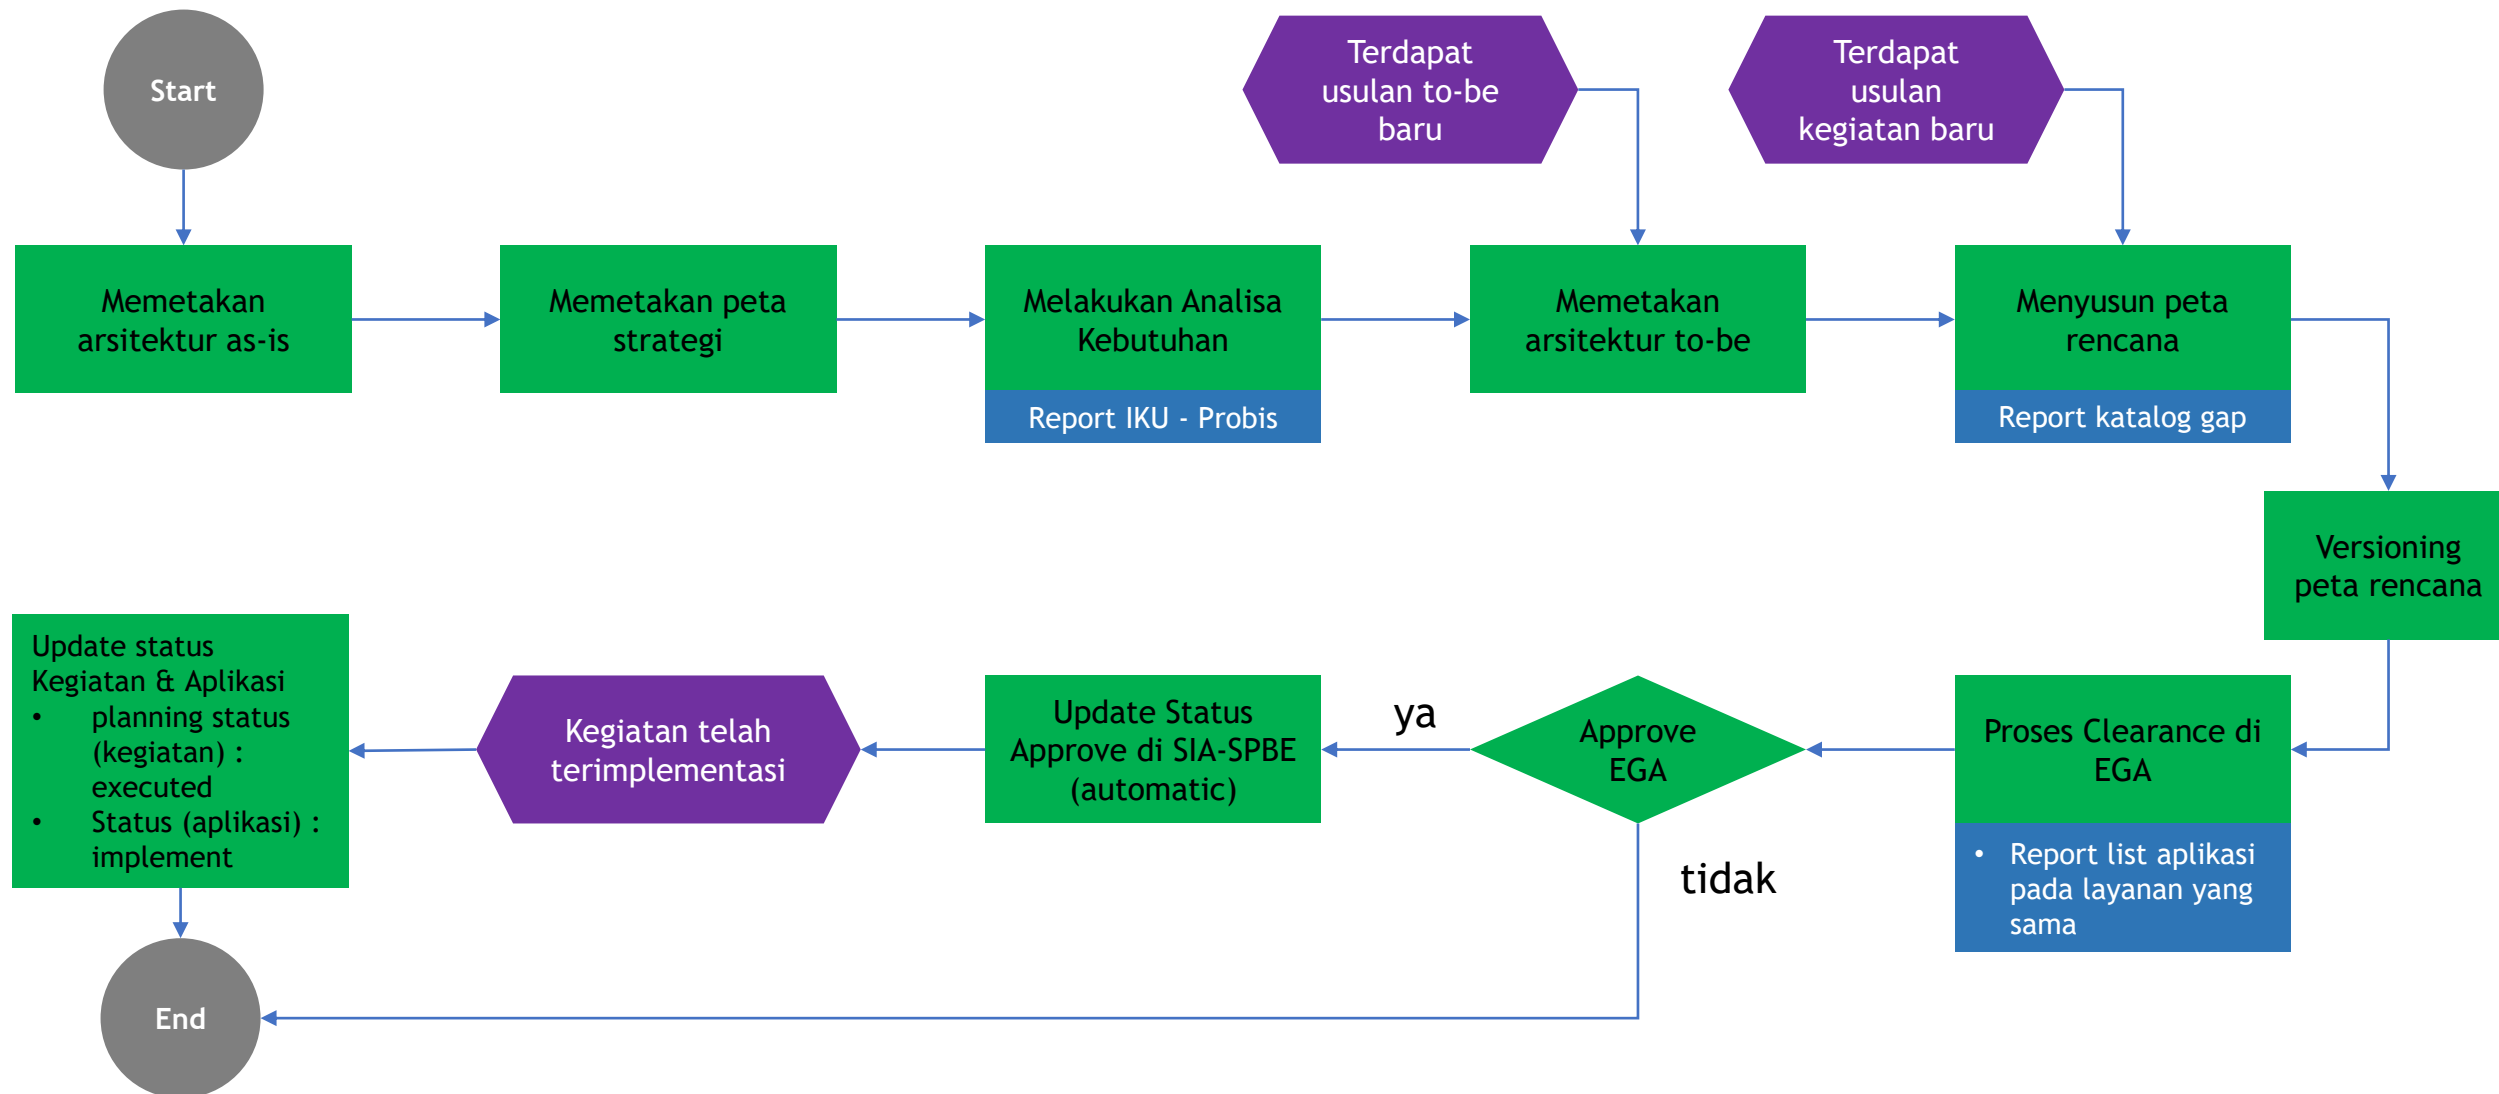 Start
Terdapat
usulan to-be
baru
Terdapat
usulan
kegiatan baru
Memetakan
arsitektur as-is
Memetakan peta
strategi
Melakukan Analisa
Kebutuhan
Report IKU - Probis
Memetakan
arsitektur to-be
Menyusun peta
rencana
Report katalog gap
Versioning
peta rencana
Proses Clearance di
EGA
• Report list aplikasi
pada layanan yang
sama
Approve
EGA
ya
tidak
Update Status
Approve di SIA-SPBE
(automatic)
Kegiatan telah
terimplementasi
Update status
Kegiatan & Aplikasi
• planning status
(kegiatan) :
executed
• Status (aplikasi) :
implement
End